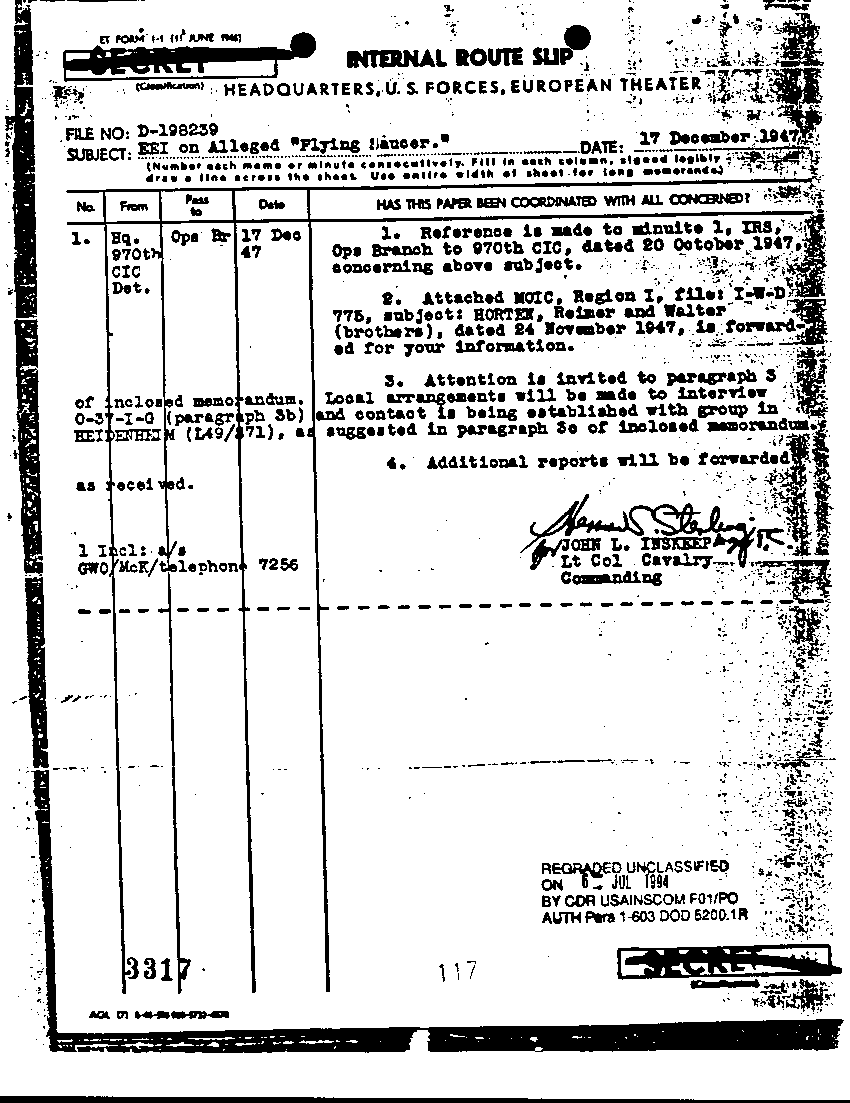 ET FORM 1-1 (15 JUNE 1946)
SECRET
INTERNAL ROUTE SLIP
(Classification)
HEADQUARTERS, U. S. FORCES, EUROPEAN THEATER
FILE NO: D-198239
SUBJECT: EEI on Alleged "Flying Saucer." DATE: 17 December 1947
(Number each memo or minute consecutively. Fill in each column, signed legibly
draw a line across the sheet. Use entire width of sheet for long memoranda)
No. From Pass to Date HAS THIS PAPER BEEN COORDINATED WITH ALL CONCERNED?
1. Hq. 970th CIC Det. Ops Br 17 Dec 47
1. Reference is made to minuite 1, IRS,
Ops Branch to 970th CIC, dated 20 October 1947,
concerning above subject.
2. Attached MOIC, Region I, file: I-W-D
775, subject: HORTEN, Reimer and Walter
(brothers), dated 24 November 1947, is forward-
ed for your information.
3. Attention is invited to paragraph 3
of inclosed memorandum. Local arrangements will be made to interview
O-37-I-G (paragraph 3b) and contact is being established with group in
HEIDENHEIM (L49/S71), as suggested in paragraph 3e of inclosed memorandum.
4. Additional reports will be forwarded
as received.
1 Incl: a/s
GWO/McK/telephone 7256
for JOHN L. INSKEEP
Lt Col Cavalry
Commanding
REGRADED UNCLASSIFIED
ON 6 JUL 1994
BY CDR USAINSCOM F01/PO
AUTH Para 1-603 DOD 5200.1R
3317
117
SECRET
(Classification)